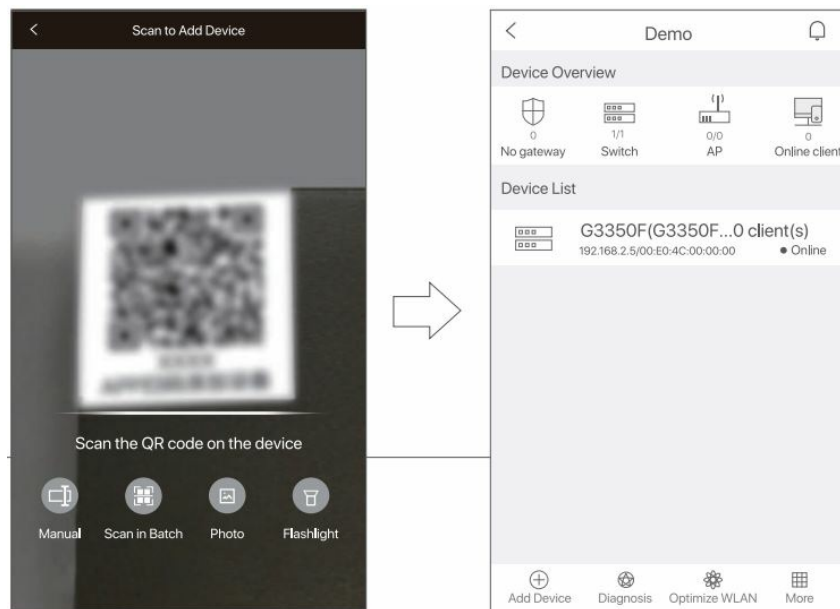 Scan to Add Device
Scan the QR code on the device
Manual
Scan in Batch
Photo
Flashlight
Demo
Device Overview
0
No gateway
1/1
Switch
0/0
AP
0
Online client
Device List
G3350F(G3350F...0 client(s)
192.168.2.5/00:E0:4C:00:00:00
Online
Add Device
Diagnosis
Optimize WLAN
More